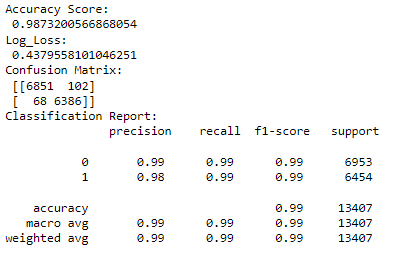 Accuracy Score:
0.9873200566868054
Log_Loss:
0.4379558101046251
Confusion Matrix:
[[6851  102]
[  68 6386]]
Classification Report:
precision    recall  f1-score   support
0       0.99      0.99      0.99      6953
1       0.98      0.99      0.99      6454
accuracy                           0.99     13407
macro avg       0.99      0.99      0.99     13407
weighted avg       0.99      0.99      0.99     13407